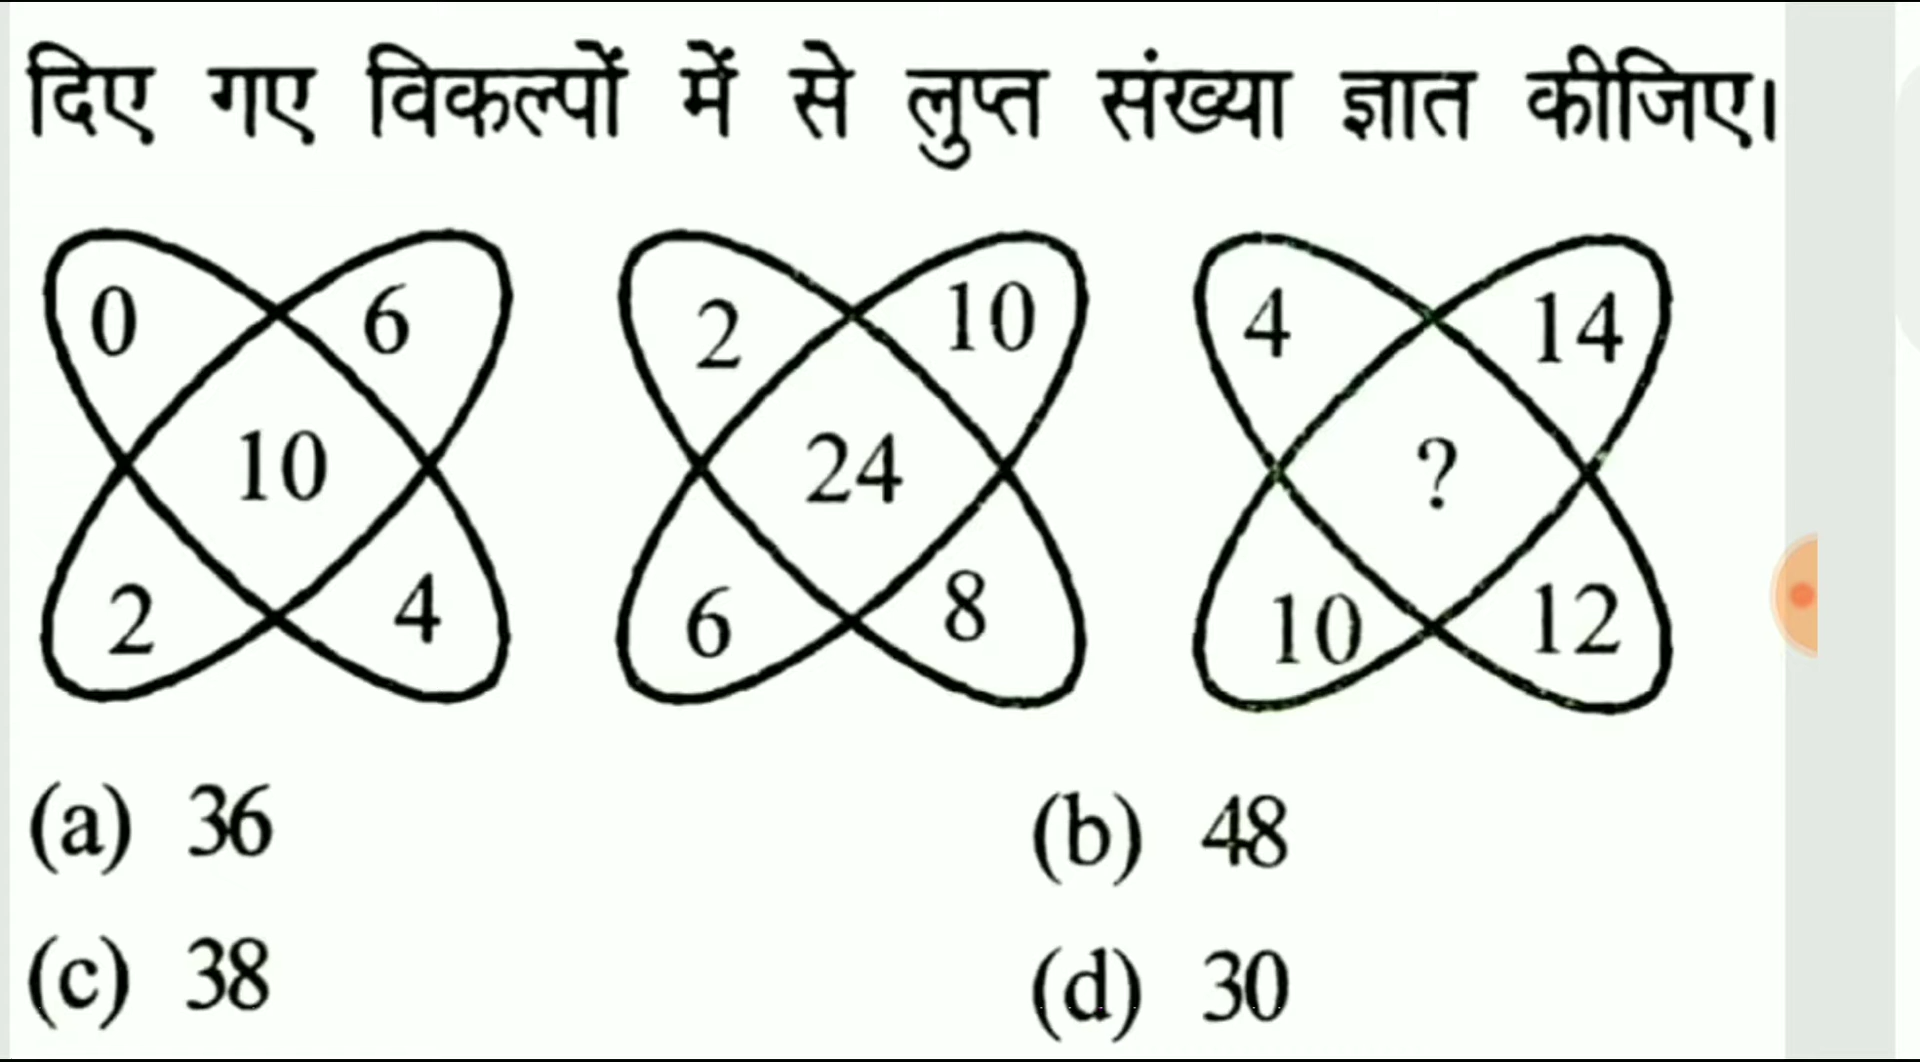 दिए गए विकल्पों में से लुप्त संख्या ज्ञात कीजिए।
0 6 2 10 4 14
10 24 ?
2 4 6 8 10 12
(a) 36 (b) 48
(c) 38 (d) 30